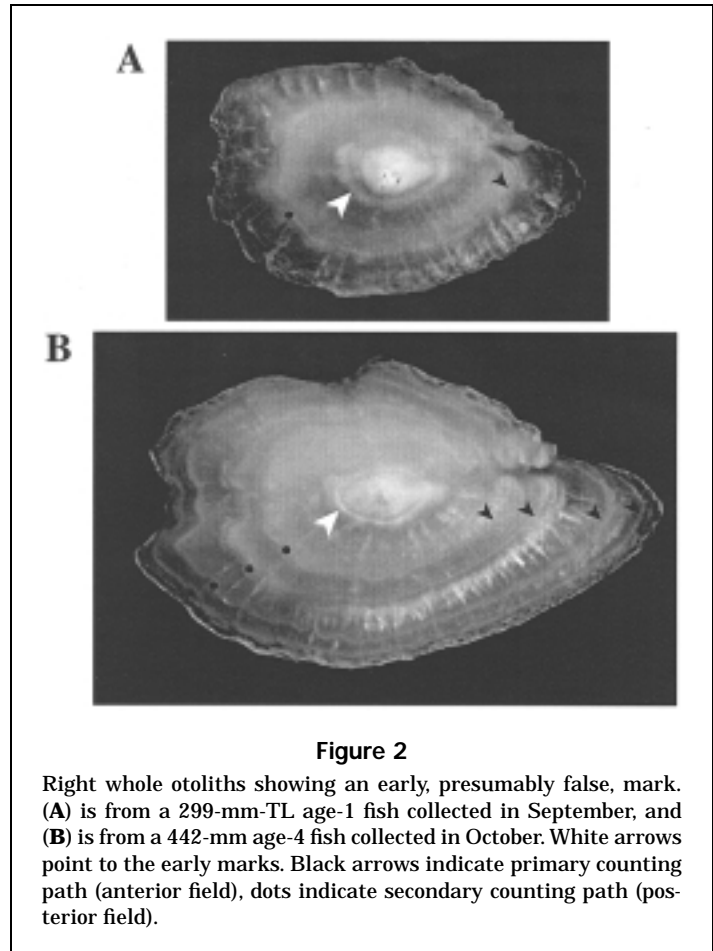 A
B
Figure 2
Right whole otoliths showing an early, presumably false, mark.
(A) is from a 299-mm-TL age-1 fish collected in September, and
(B) is from a 442-mm age-4 fish collected in October. White arrows
point to the early marks. Black arrows indicate primary counting
path (anterior field), dots indicate secondary counting path (pos-
terior field).